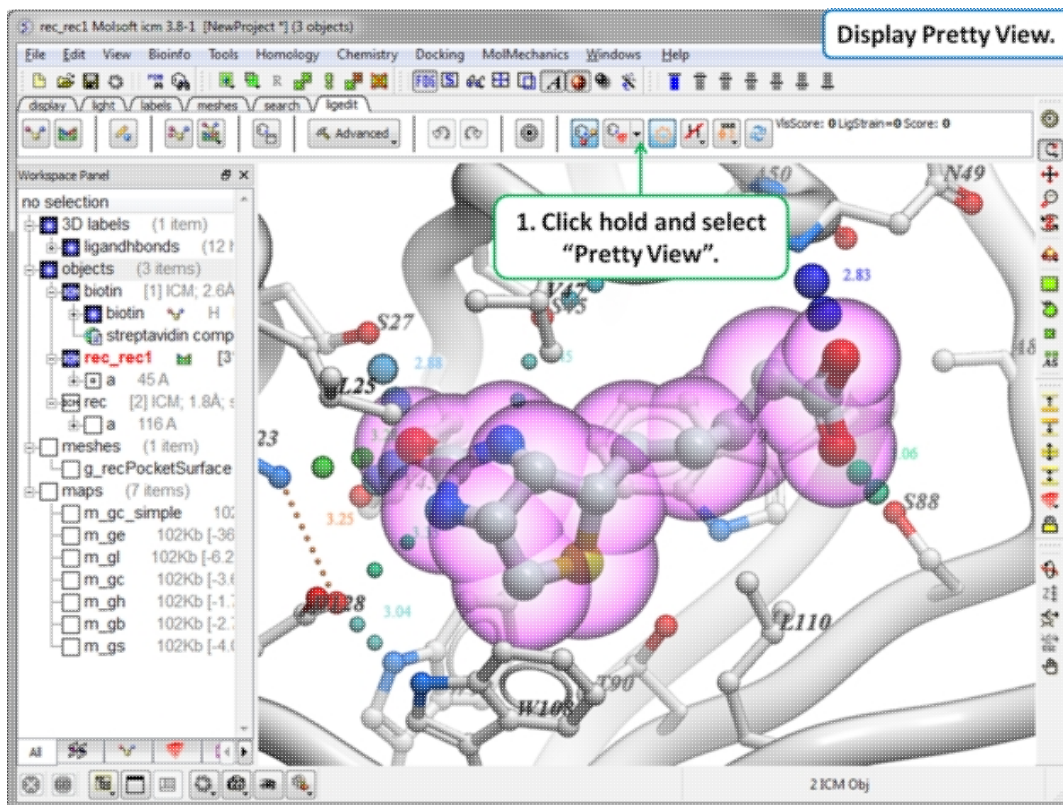 rec_rec1 Molsoft icm 3.8-1 [NewProject *] (3 objects)
Display Pretty View.
File Edit View Bioinfo Tools Homology Chemistry Docking MolMechanics Windows Help
display light labels meshes search ligedit
Advanced
VlsScore: 0 LigStrain=0 Score: 0
Workspace Panel
no selection
3D labels (1 item)
ligandhbonds (12
objects (3 items)
biotin [1] ICM; 2.6Å
biotin H
streptavidin comp
rec_rec1
a 45 A
rec [2] ICM; 1.8Å; s
a 116 A
meshes (1 item)
g_recPocketSurface
maps (7 items)
m_gc_simple 102
m_ge 102Kb [-36
m_gl 102Kb [-6.2
m_gc 102Kb [-3.6
m_gh 102Kb [-1.7
m_gb 102Kb [-2.7
m_gs 102Kb [-4.0
All
1. Click hold and select
"Pretty View".
A50
N49
2.83
V47
S45
S27
2.88
L25
23
3.25
3.04
.06
S88
L110
T90
W108
2 ICM Obj